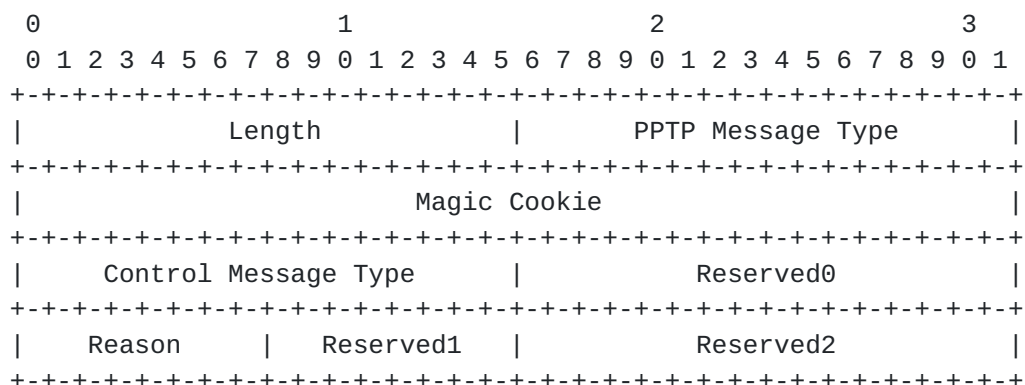 0                   1                   2                   3
 0 1 2 3 4 5 6 7 8 9 0 1 2 3 4 5 6 7 8 9 0 1 2 3 4 5 6 7 8 9 0 1
+-+-+-+-+-+-+-+-+-+-+-+-+-+-+-+-+-+-+-+-+-+-+-+-+-+-+-+-+-+-+-+-+
|             Length            |       PPTP Message Type       |
+-+-+-+-+-+-+-+-+-+-+-+-+-+-+-+-+-+-+-+-+-+-+-+-+-+-+-+-+-+-+-+-+
|                         Magic Cookie                          |
+-+-+-+-+-+-+-+-+-+-+-+-+-+-+-+-+-+-+-+-+-+-+-+-+-+-+-+-+-+-+-+-+
|     Control Message Type      |           Reserved0           |
+-+-+-+-+-+-+-+-+-+-+-+-+-+-+-+-+-+-+-+-+-+-+-+-+-+-+-+-+-+-+-+-+
|    Reason     |   Reserved1   |           Reserved2           |
+-+-+-+-+-+-+-+-+-+-+-+-+-+-+-+-+-+-+-+-+-+-+-+-+-+-+-+-+-+-+-+-+